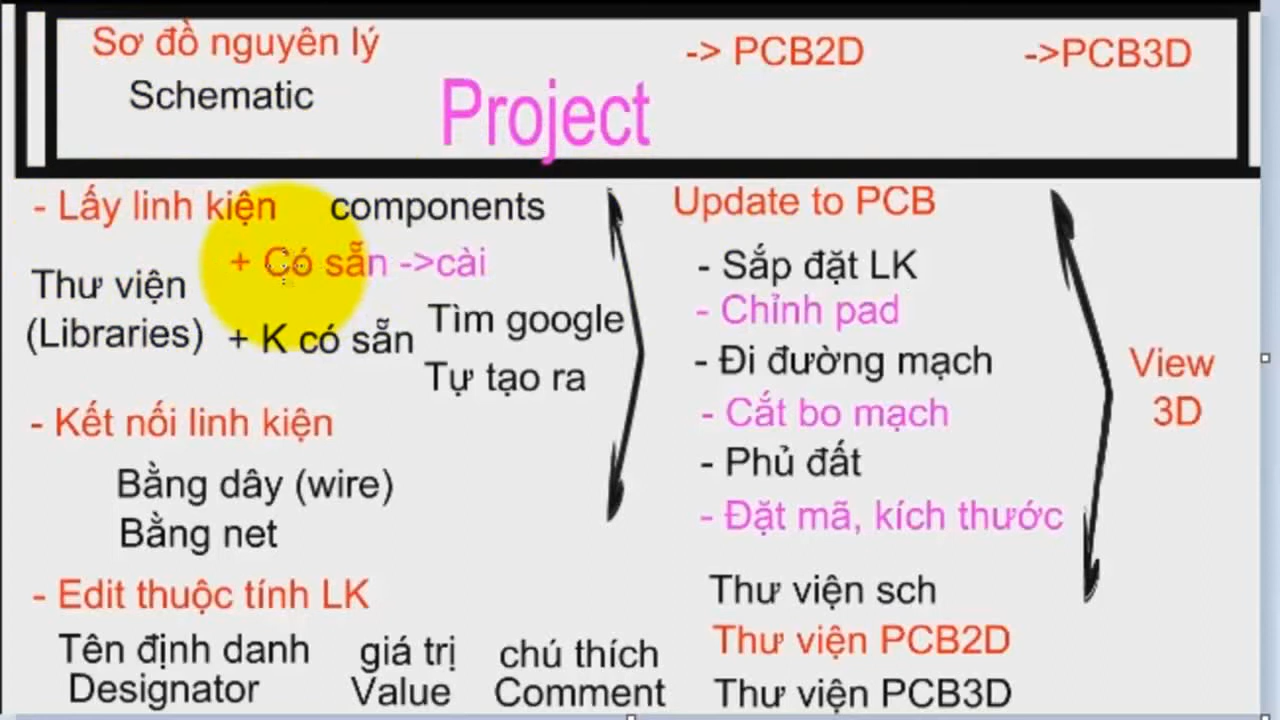 Sơ đồ nguyên lý
Schematic
Project
-> PCB2D
->PCB3D
- Lấy linh kiện components
+ Có sẵn ->cài
Thư viện
(Libraries)
+ K có sẵn
Tìm google
Tự tạo ra
- Kết nối linh kiện
Bằng dây (wire)
Bằng net
- Edit thuộc tính LK
Tên định danh giá trị chú thích
Designator Value Comment
Update to PCB
- Sắp đặt LK
- Chỉnh pad
- Đi đường mạch
- Cắt bo mạch
- Phủ đất
- Đặt mã, kích thước
Thư viện sch
Thư viện PCB2D
Thư viện PCB3D
View
3D